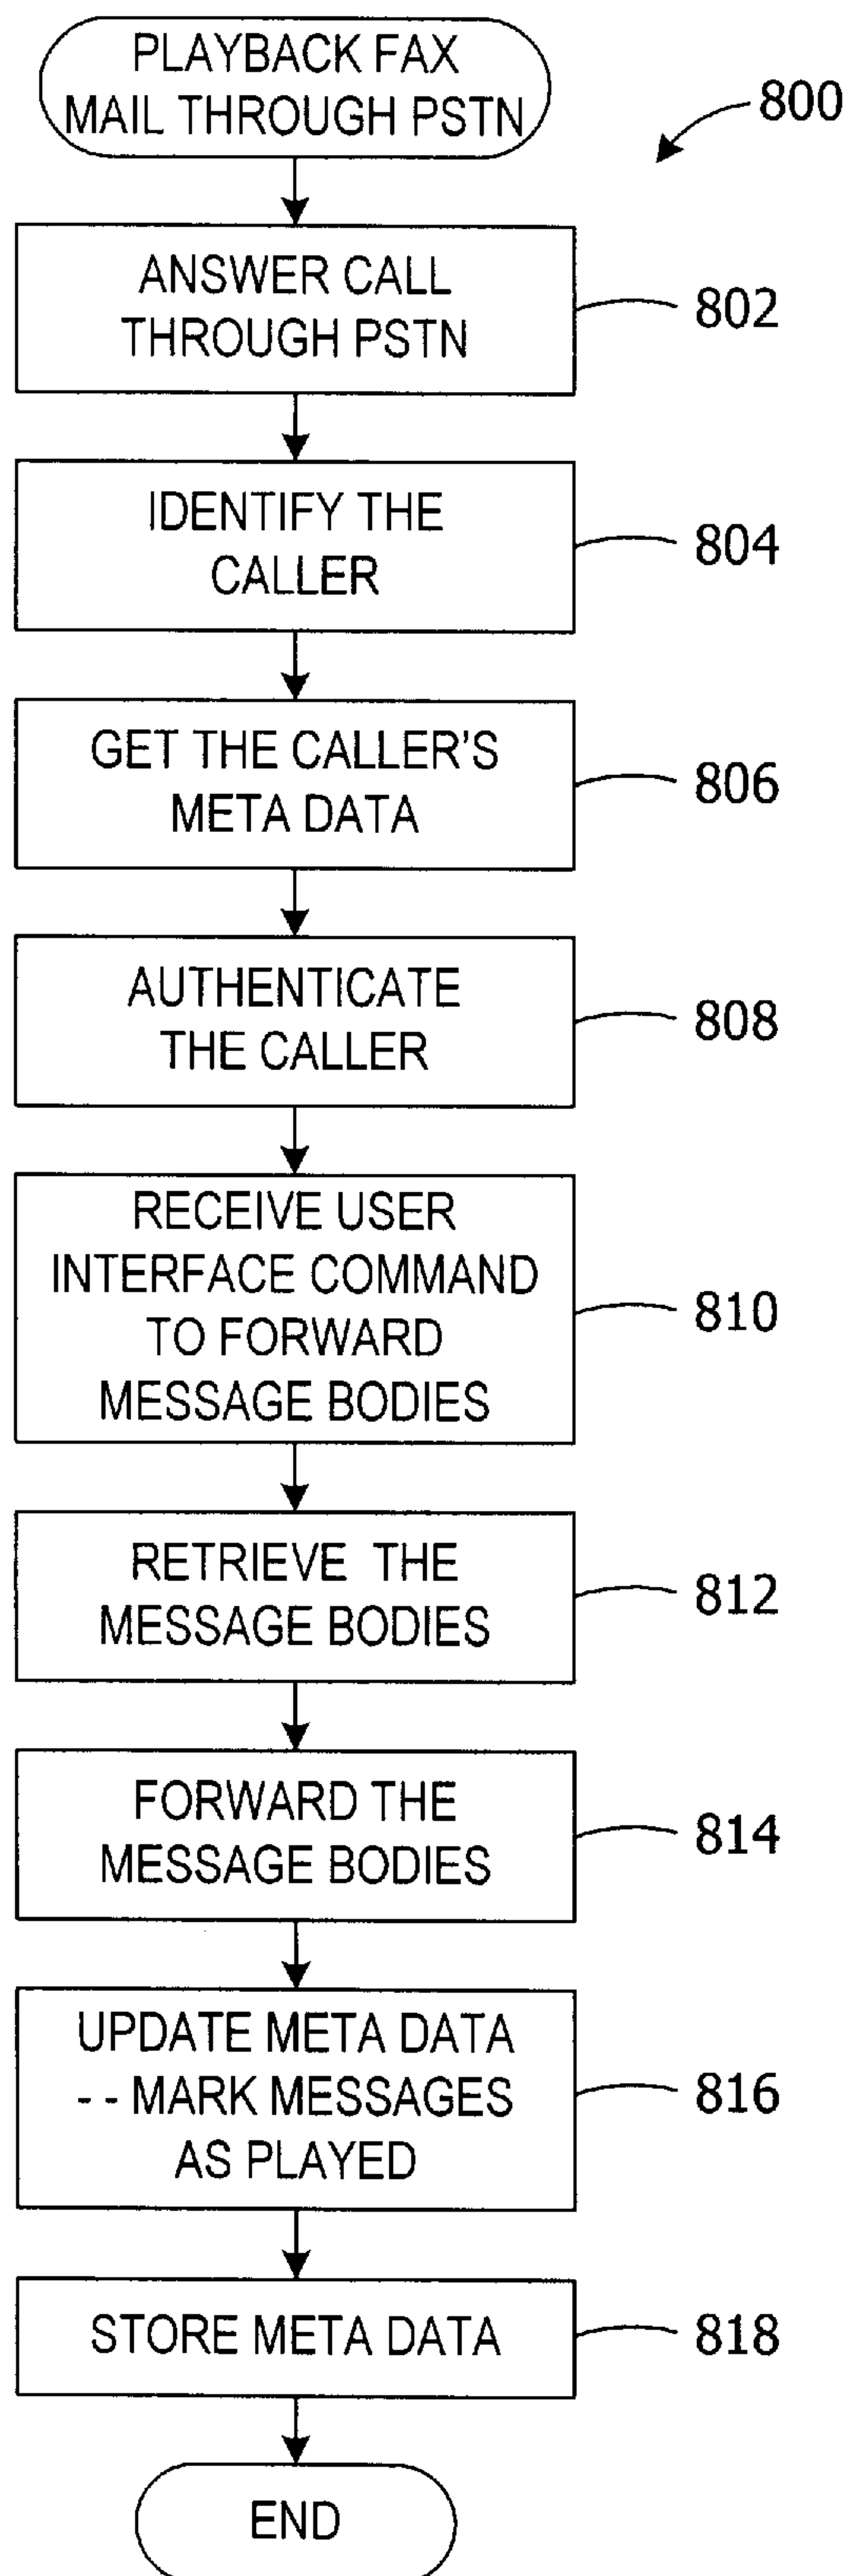 PLAYBACK FAX
MAIL THROUGH PSTN
800
ANSWER CALL
THROUGH PSTN
802
IDENTIFY THE
CALLER
804
GET THE CALLER'S
META DATA
806
AUTHENTICATE
THE CALLER
808
RECEIVE USER
INTERFACE COMMAND
TO FORWARD
MESSAGE BODIES
810
RETRIEVE THE
MESSAGE BODIES
812
FORWARD THE
MESSAGE BODIES
814
UPDATE META DATA
-- MARK MESSAGES
AS PLAYED
816
STORE META DATA
818
END